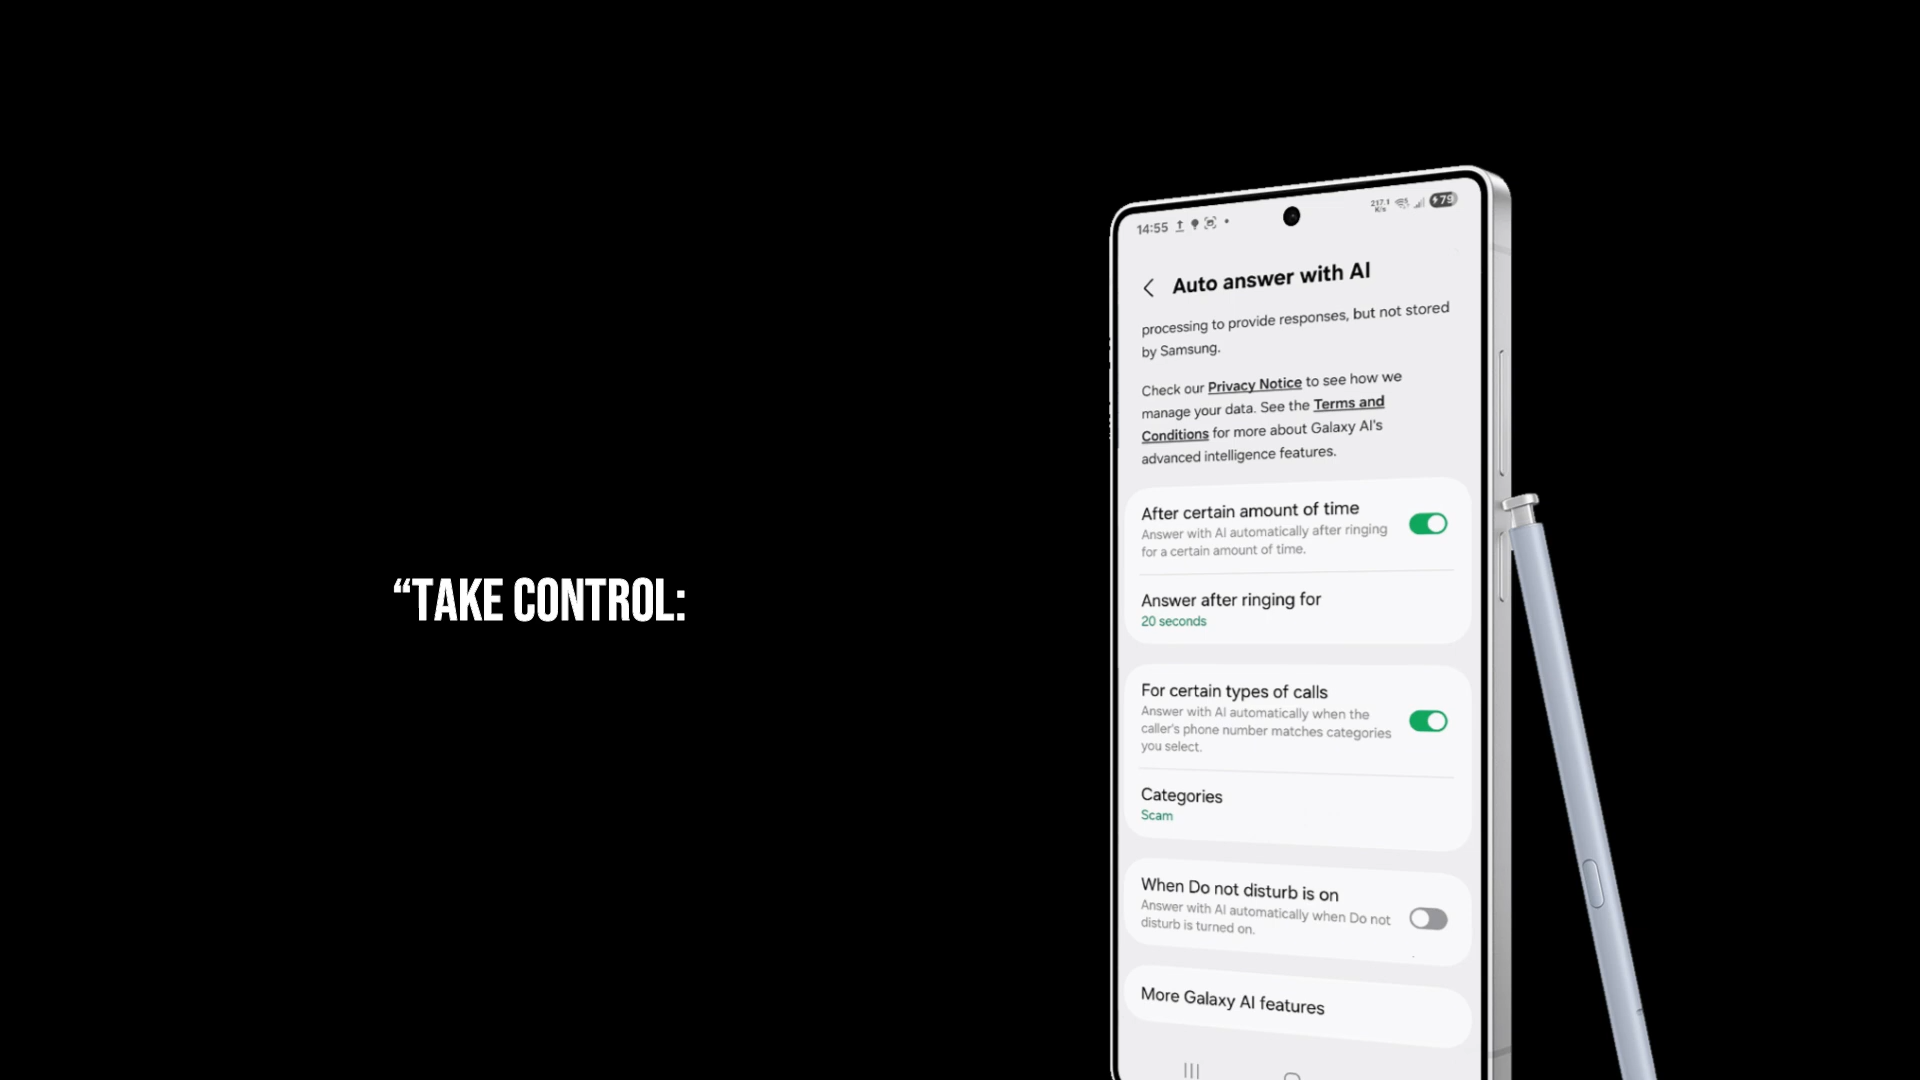 “TAKE CONTROL:
14:55
217.1
K/s
79
Auto answer with AI
processing to provide responses, but not stored
by Samsung.
Check our Privacy Notice to see how we
manage your data. See the Terms and
Conditions for more about Galaxy AI's
advanced intelligence features.
After certain amount of time
Answer with AI automatically after ringing
for a certain amount of time.
Answer after ringing for
20 seconds
For certain types of calls
Answer with AI automatically when the
caller's phone number matches categories
you select.
Categories
Scam
When Do not disturb is on
Answer with AI automatically when Do not
disturb is turned on.
More Galaxy AI features